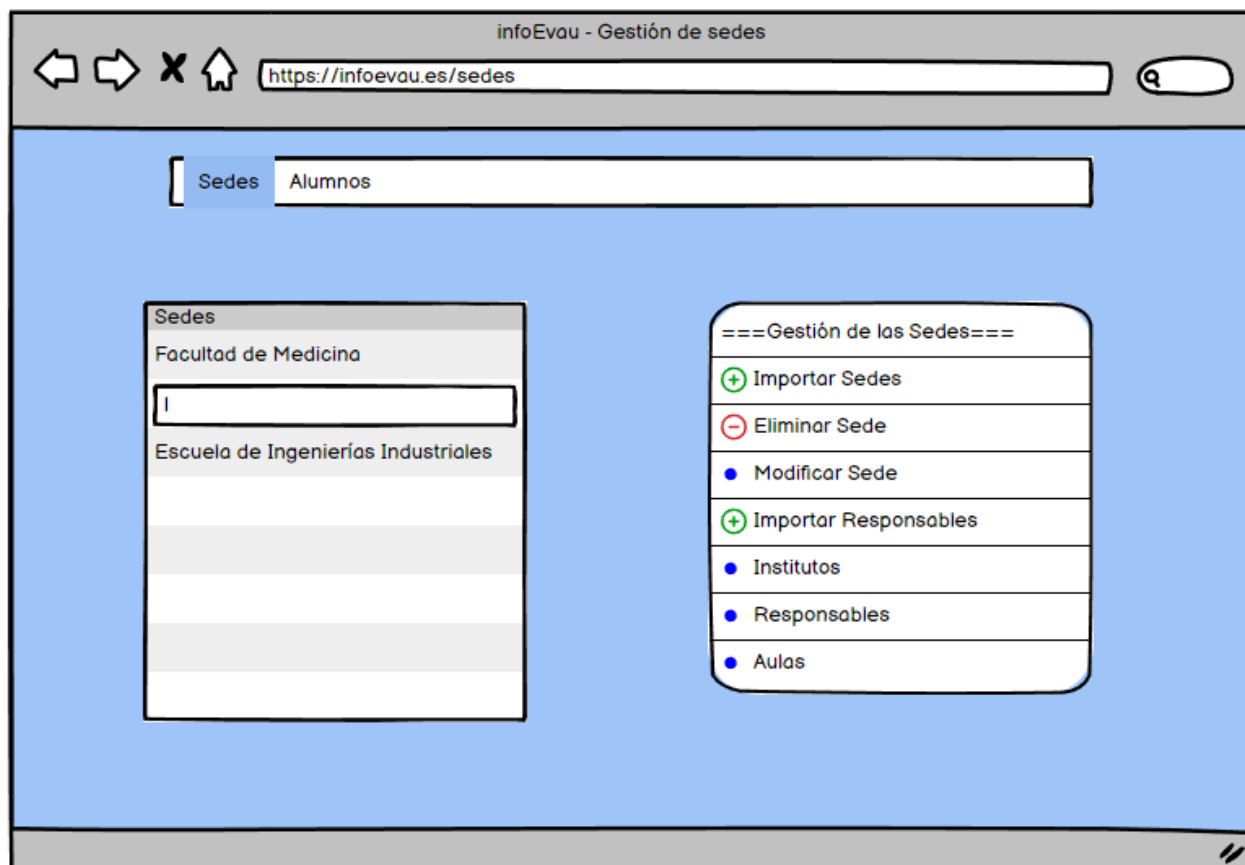 infoEvau - Gestión de sedes
https://infoevau.es/sedes
Sedes Alumnos
Sedes
Facultad de Medicina
Escuela de Ingenierías Industriales
===Gestión de las Sedes===
Importar Sedes
Eliminar Sede
Modificar Sede
Importar Responsables
Institutos
Responsables
Aulas